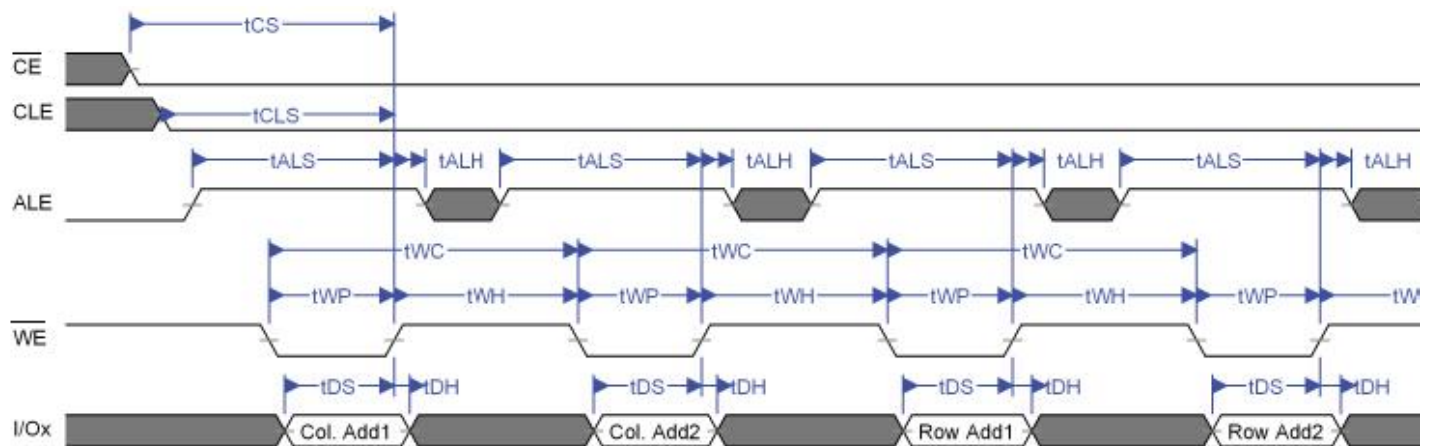 tCS
CE
CLE
tCLS
tALS tALH tALS tALH tALS tALH tALS tALH
ALE
tWC tWC tWC
tWP tWH tWP tWH tWP tWH tWP
WE
tDS tDH tDS tDH tDS tDH tDS tDH
I/Ox Col. Add1 Col. Add2 Row Add1 Row Add2